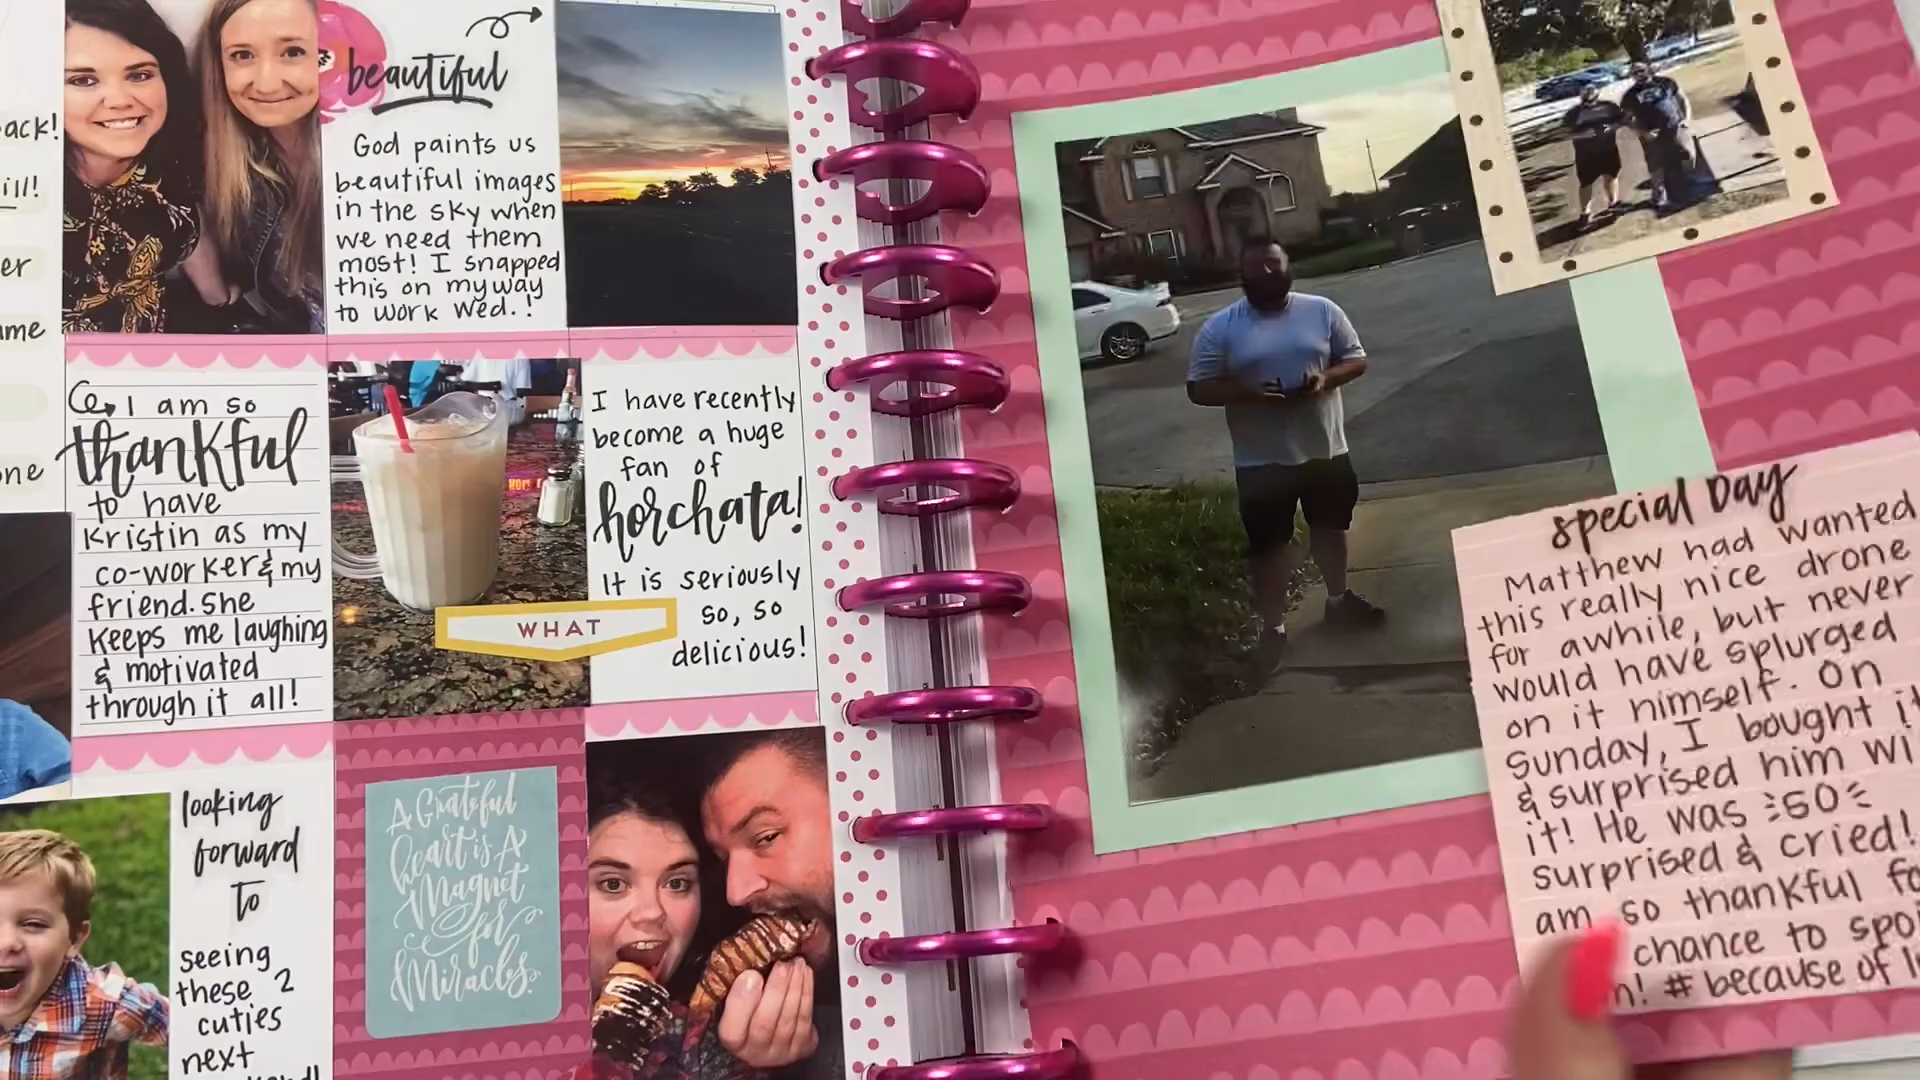 ack!
ill!
er
me
one
beautiful
God paints us
beautiful images
in the sky when
we need them
most! I snapped
this on my way
to work Wed.!
I am so
thankful
to have
Kristin as my
co-worker & my
friend. She
keeps me laughing
& motivated
through it all!
WHAT
I have recently
become a huge
fan of
horchata!
It is seriously
so, so
delicious!
looking
forward
to
seeing
these 2
cuties
next
A Grateful
heart is A
Magnet
for
Miracles.
special Day
Matthew had wanted
this really nice drone
for awhile, but never
would have splurged
on it himself. On
Sunday, I bought it
& surprised him wi
it! He was SO
surprised & cried!
am so thankful fo
chance to spoi
! #because of